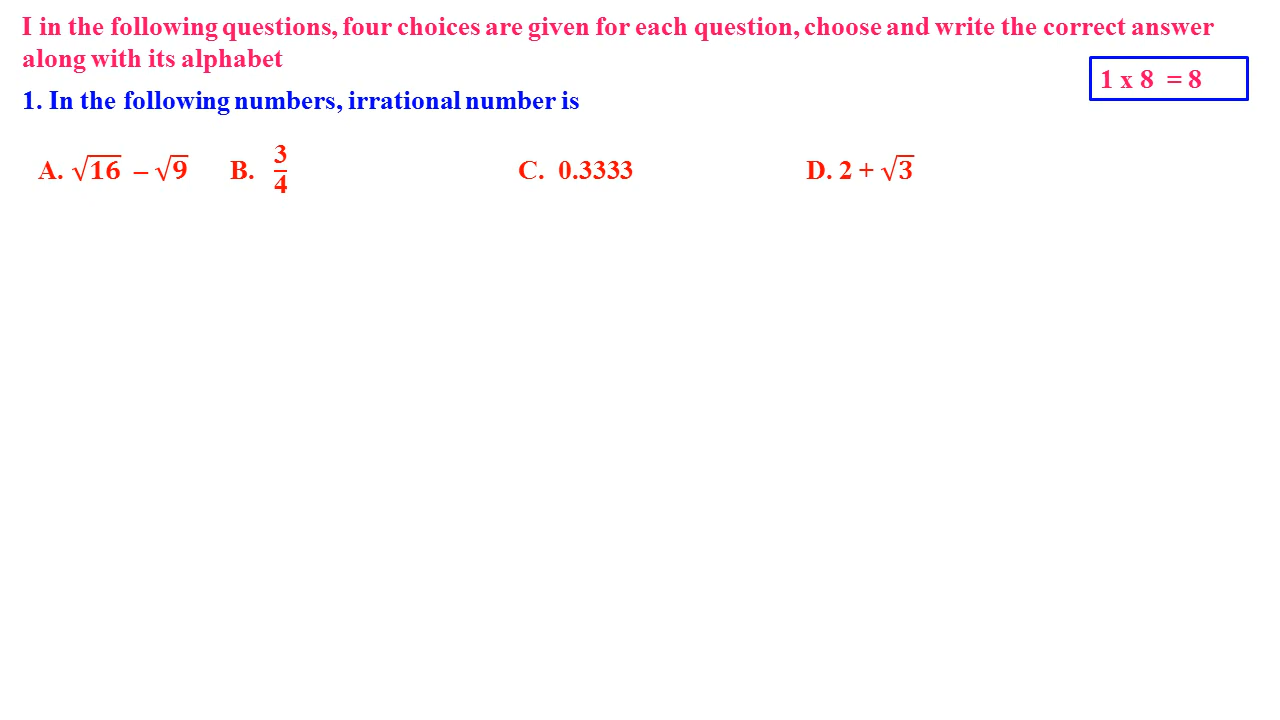 I in the following questions, four choices are given for each question, choose and write the correct answer
along with its alphabet
1 x 8 = 8
1. In the following numbers, irrational number is
A. √16 – √9 B. 3/4 C. 0.3333 D. 2 + √3